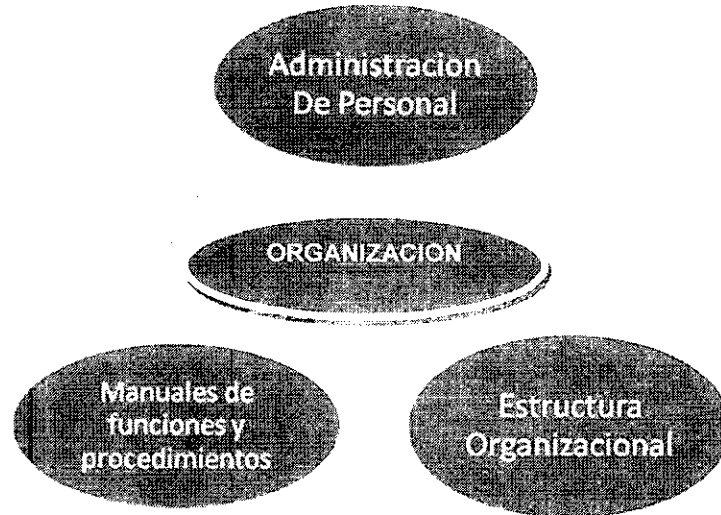 Administracion
De Personal
ORGANIZACION
Manuales de
funciones y
procedimientos
Estructura
Organizacional